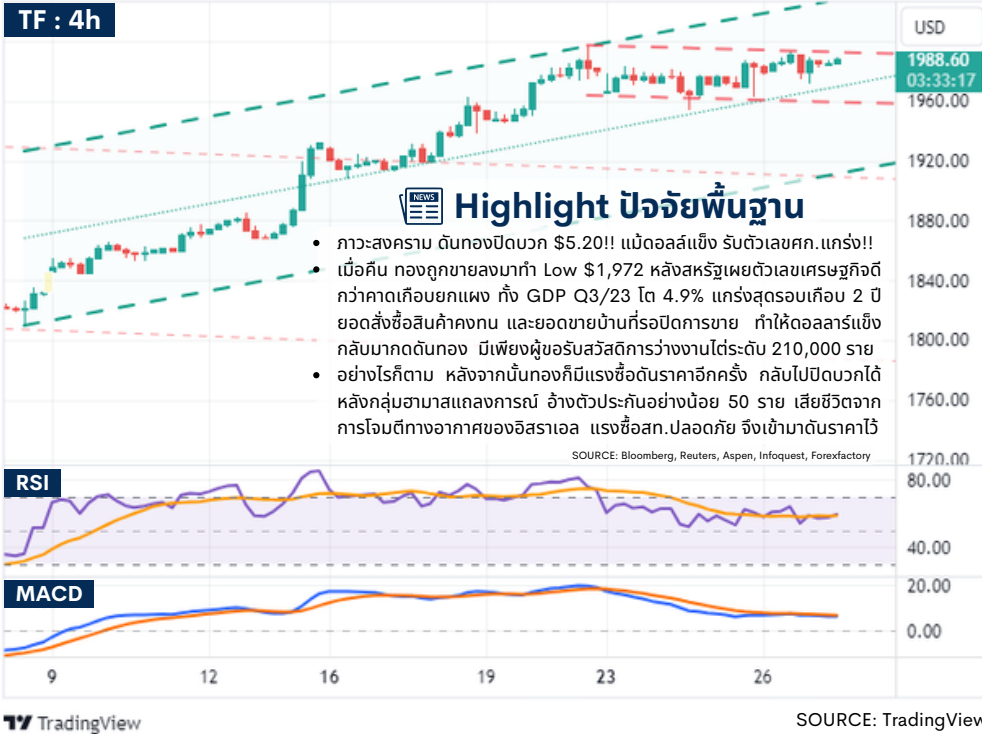 TF : 4h
USD
1988.60
03:33:17
1960.00
1920.00
1880.00
1840.00
1800.00
1760.00
1720.00
NEWS
Highlight ปัจจัยพื้นฐาน
• ภาวะสงคราม ดันทองปิดบวก $5.20!! แม้ดอลล์แข็ง รับตัวเลขศก.แกร่ง!!
• เมื่อคืน ทองถูกขายลงมาทำ Low $1,972 หลังสหรัฐเผยตัวเลขเศรษฐกิจดี
กว่าคาดเกือบยกแผง ทั้ง GDP Q3/23 โต 4.9% แกร่งสุดรอบเกือบ 2 ปี
ยอดสั่งซื้อสินค้าคงทน และยอดขายบ้านที่รอปิดการขาย ทำให้ดอลลาร์แข็ง
กลับมากดดันทอง มีเพียงผู้ขอรับสวัสดิการว่างงานไต่ระดับ 210,000 ราย
• อย่างไรก็ตาม หลังจากนั้นทองก็มีแรงซื้อดันราคาอีกครั้ง กลับไปปิดบวกได้
หลังกลุ่มฮามาสแถลงการณ์ อ้างตัวประกันอย่างน้อย 50 ราย เสียชีวิตจาก
การโจมตีทางอากาศของอิสราเอล แรงซื้อสท.ปลอดภัย จึงเข้ามาดันราคาไว้
SOURCE: Bloomberg, Reuters, Aspen, Infoquest, Forexfactory
RSI
80.00
40.00
MACD
20.00
0.00
9 12 16 19 23 26
TradingView
SOURCE: TradingView